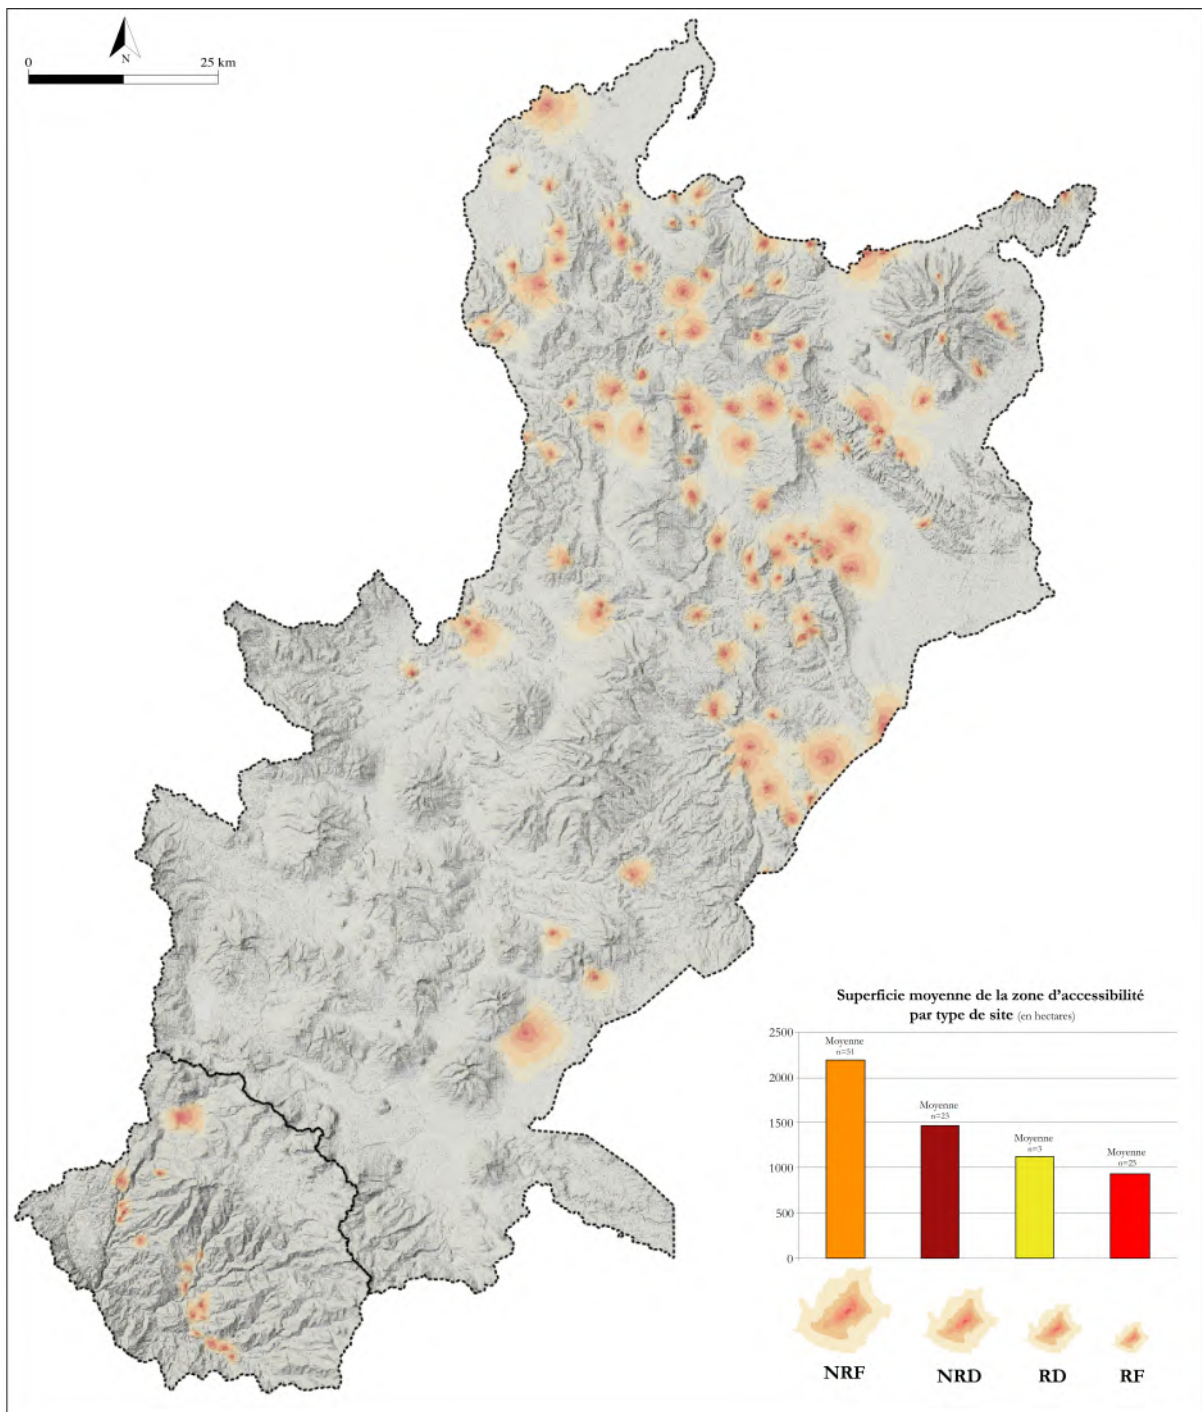 N
0 25 km
Superficie moyenne de la zone d'accessibilité
par type de site (en hectares)
2500
2000
1500
1000
500
0
Moyenne
n=51
Moyenne
n=23
Moyenne
n=3
Moyenne
n=25
NRF NRD RD RF